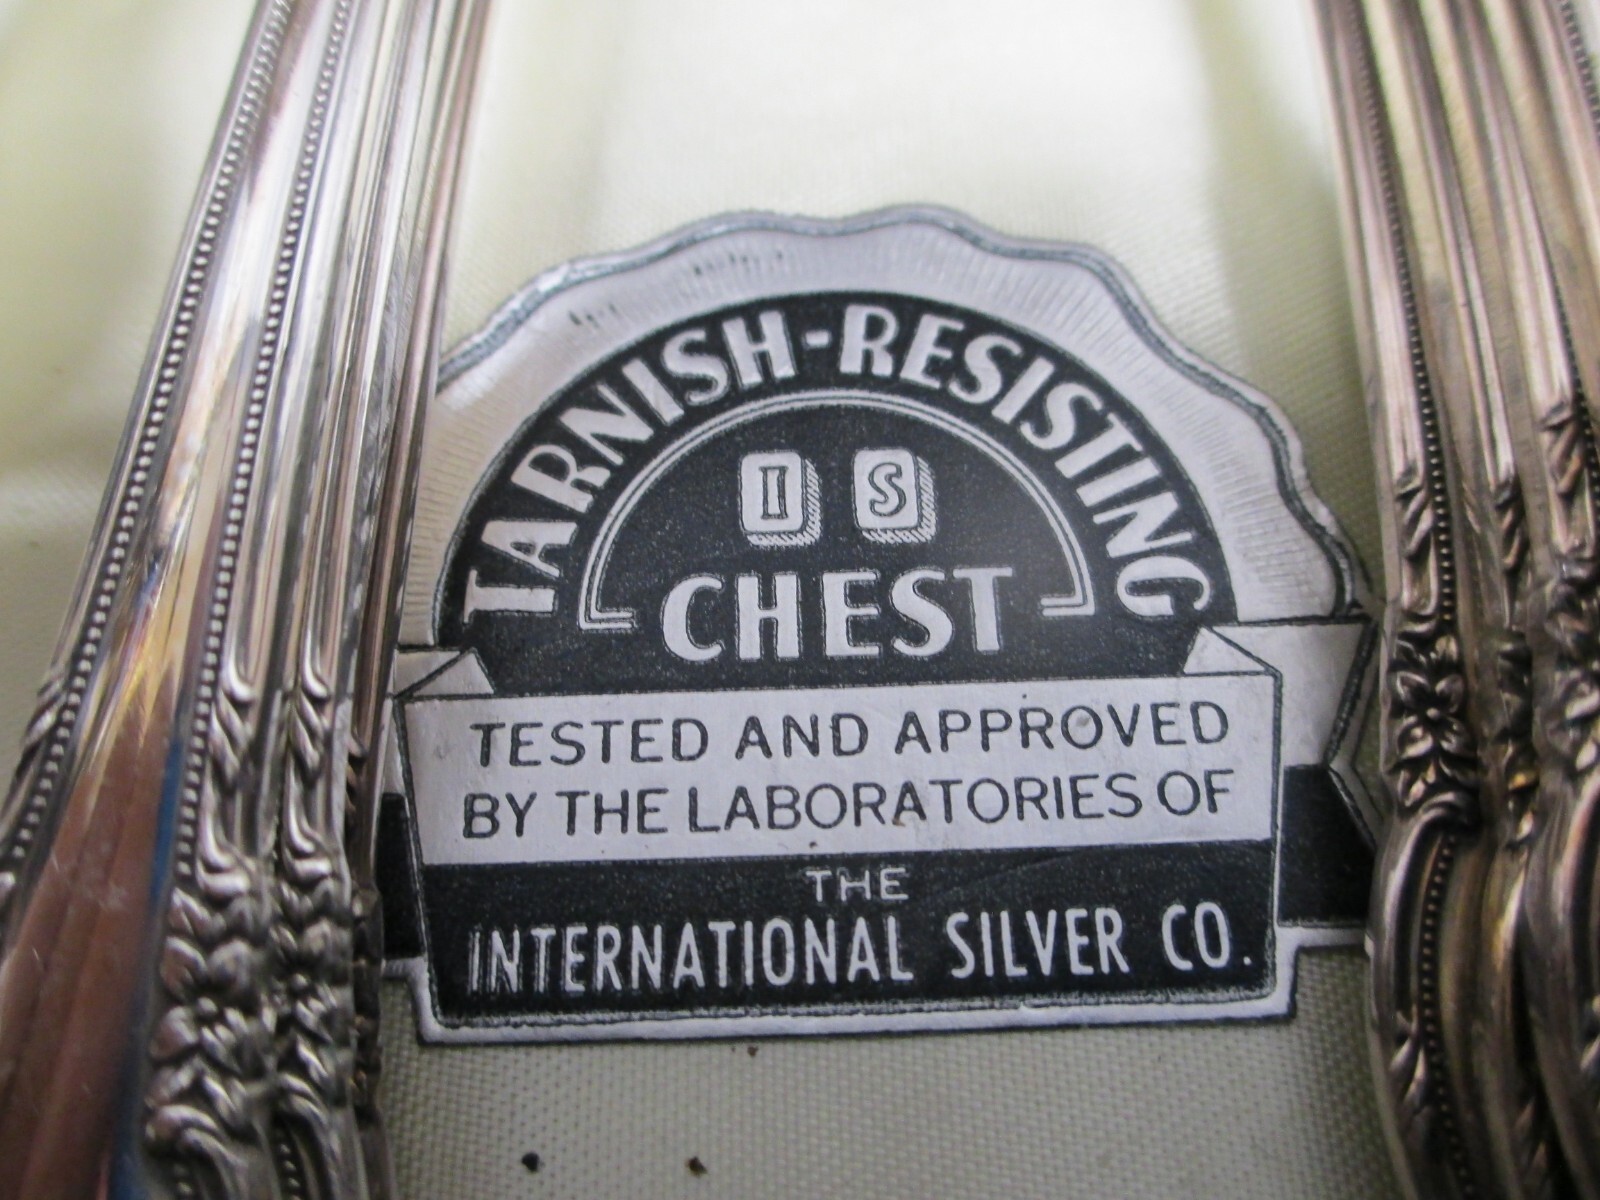 TARNISH-RESISTING
I S
CHEST
TESTED AND APPROVED
BY THE LABORATORIES OF
THE
INTERNATIONAL SILVER CO.